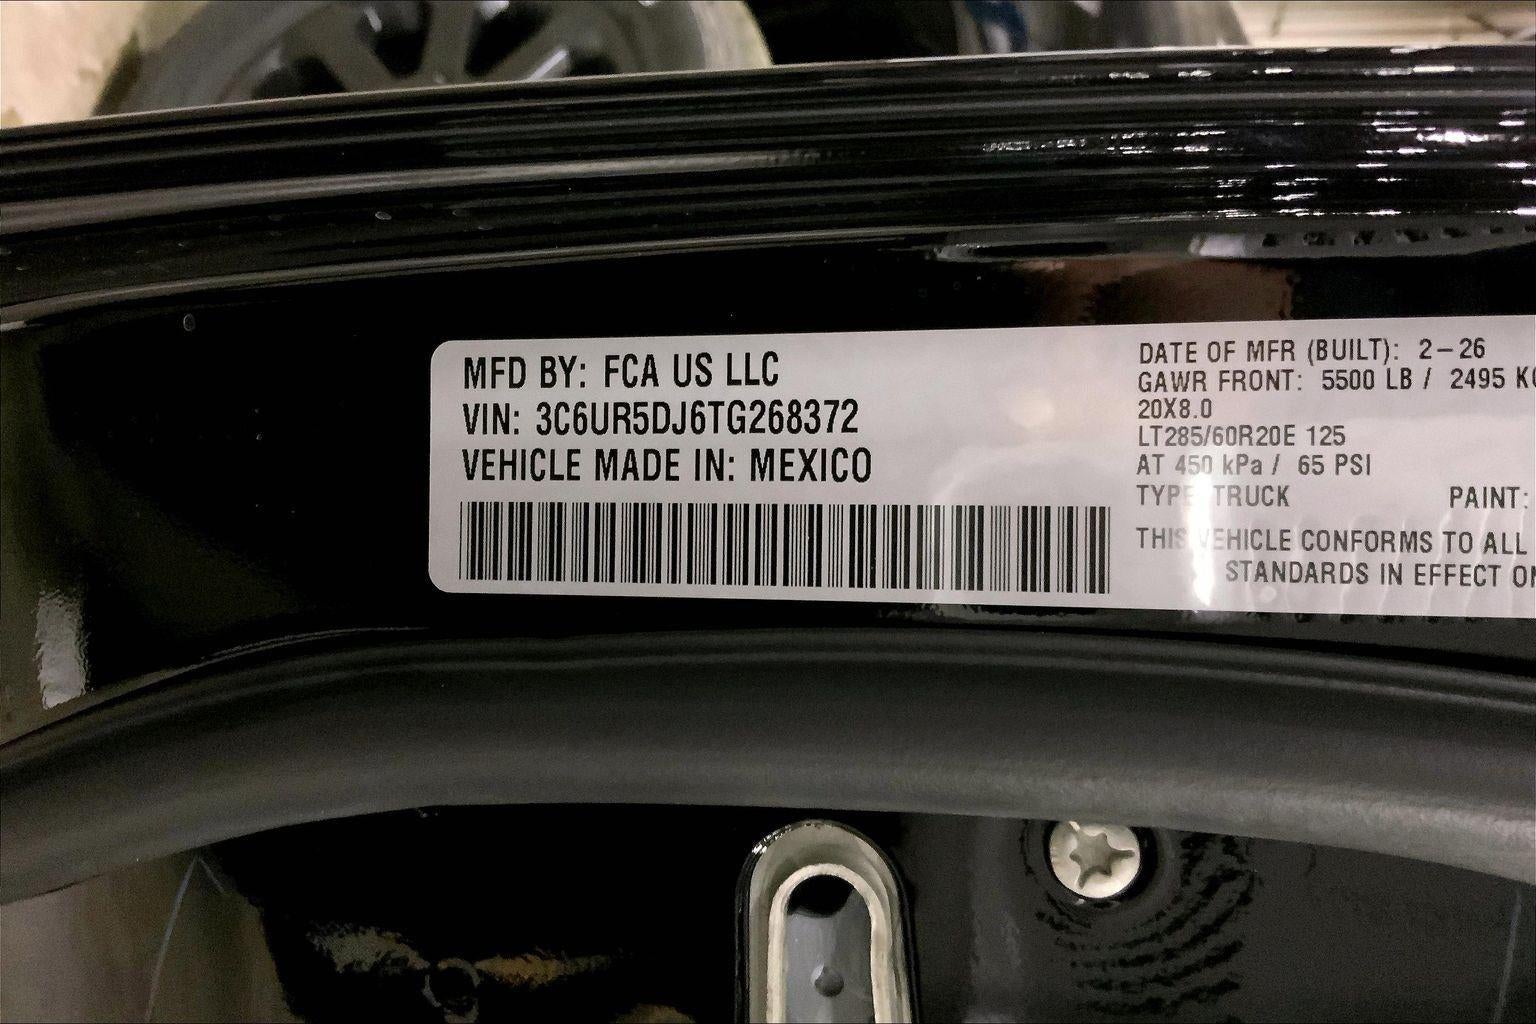 MFD BY: FCA US LLC
VIN: 3C6UR5DJ6TG268372
VEHICLE MADE IN: MEXICO
DATE OF MFR (BUILT): 2-26
GAWR FRONT: 5500 LB / 2495
20X8.0
LT285/60R20E 125
AT 450 kPa / 65 PSI
TYPE TRUCK PAINT:
THIS VEHICLE CONFORMS TO ALL
STANDARDS IN EFFECT